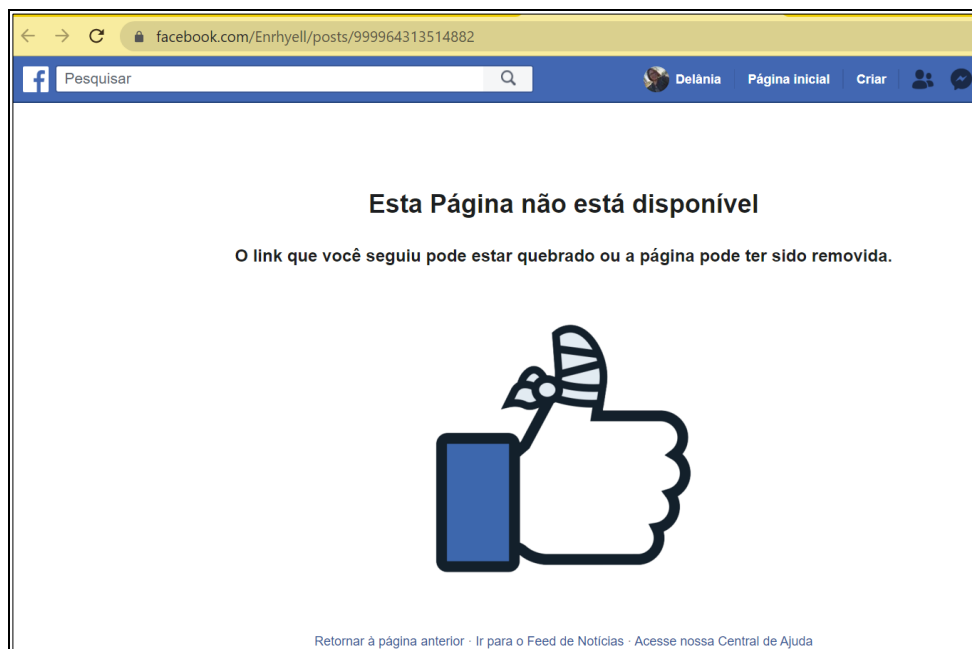 facebook.com/Enrhyell/posts/999964313514882
f Pesquisar Delània Página inicial Criar
Esta Página não está disponível
O link que você seguiu pode estar quebrado ou a página pode ter sido removida.
Retornar à página anterior · Ir para o Feed de Notícias · Acesse nossa Central de Ajuda